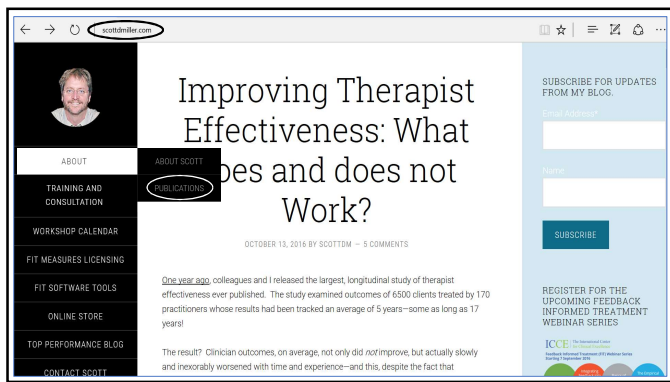 scottdmiller.com
ABOUT
TRAINING AND
CONSULTATION
WORKSHOP CALENDAR
FIT MEASURES LICENSING
FIT SOFTWARE TOOLS
ONLINE STORE
TOP PERFORMANCE BLOG
CONTACT SCOTT
ABOUT SCOTT
PUBLICATIONS
Improving Therapist
Effectiveness: What
oes and does not
Work?
OCTOBER 13, 2016 BY SCOTTDM — 5 COMMENTS
One year ago, colleagues and I released the largest, longitudinal study of therapist
effectiveness ever published. The study examined outcomes of 6500 clients treated by 170
practitioners whose results had been tracked an average of 5 years—some as long as 17
years!
The result? Clinician outcomes, on average, not only did not improve, but actually slowly
and inexorably worsened with time and experience—and this, despite the fact that
SUBSCRIBE FOR UPDATES
FROM MY BLOG.
Email Address*
Name
SUBSCRIBE
REGISTER FOR THE
UPCOMING FEEDBACK
INFORMED TREATMENT
WEBINAR SERIES
ICCE
Feedback Informed Treatment (FIT) Webinar Series
Starting 7 September 2016